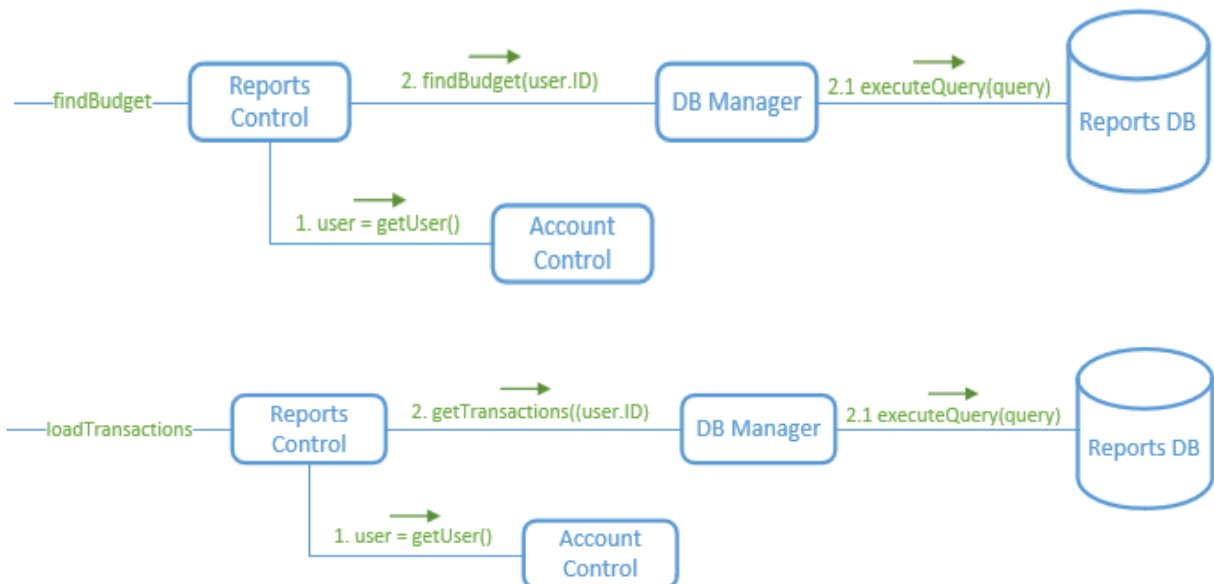 2. findBudget(user.ID)
2.1 executeQuery(query)
findBudget
Reports
Control
DB Manager
Reports DB
1. user = getUser()
Account
Control
2. getTransactions((user.ID)
2.1 executeQuery(query)
loadTransactions
Reports
Control
DB Manager
Reports DB
1. user = getUser()
Account
Control